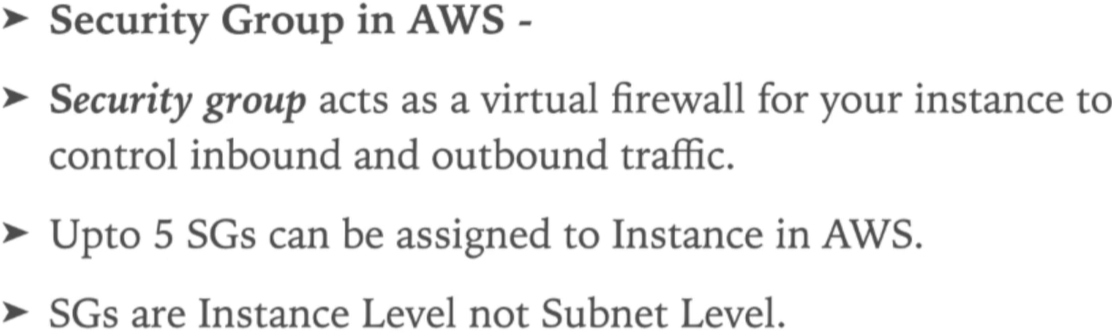 ➤ Security Group in AWS -
➤ Security group acts as a virtual firewall for your instance to
control inbound and outbound traffic.
➤ Upto 5 SGs can be assigned to Instance in AWS.
➤ SGs are Instance Level not Subnet Level.